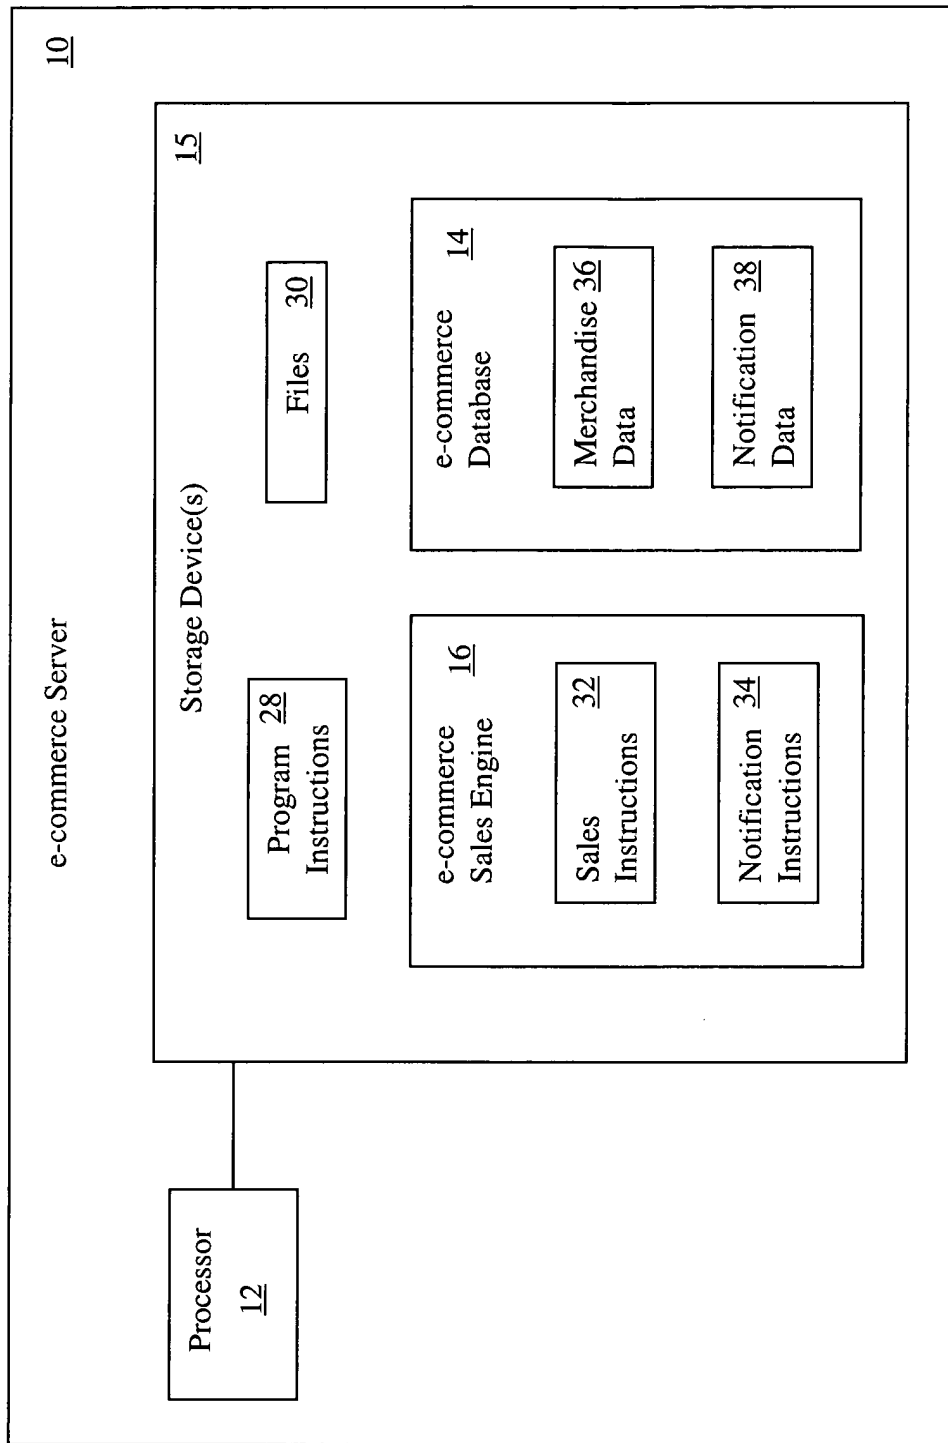 e-commerce Server
10
Processor
12
Storage Device(s)
15
Program 28
Instructions
Files 30
e-commerce 16
Sales Engine
Sales 32
Instructions
Notification 34
Instructions
e-commerce 14
Database
Merchandise 36
Data
Notification 38
Data